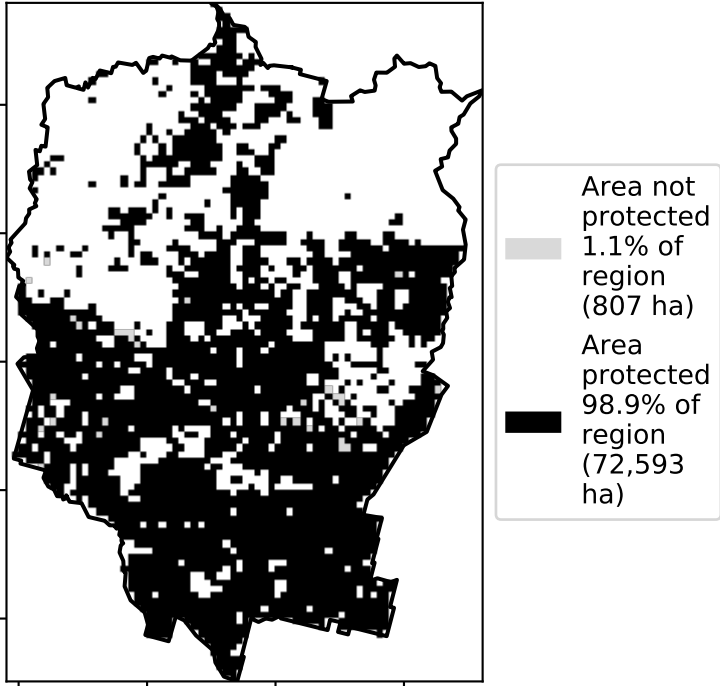 Area not
protected
1.1% of
region
(807 ha)
Area
protected
98.9% of
region
(72,593
ha)